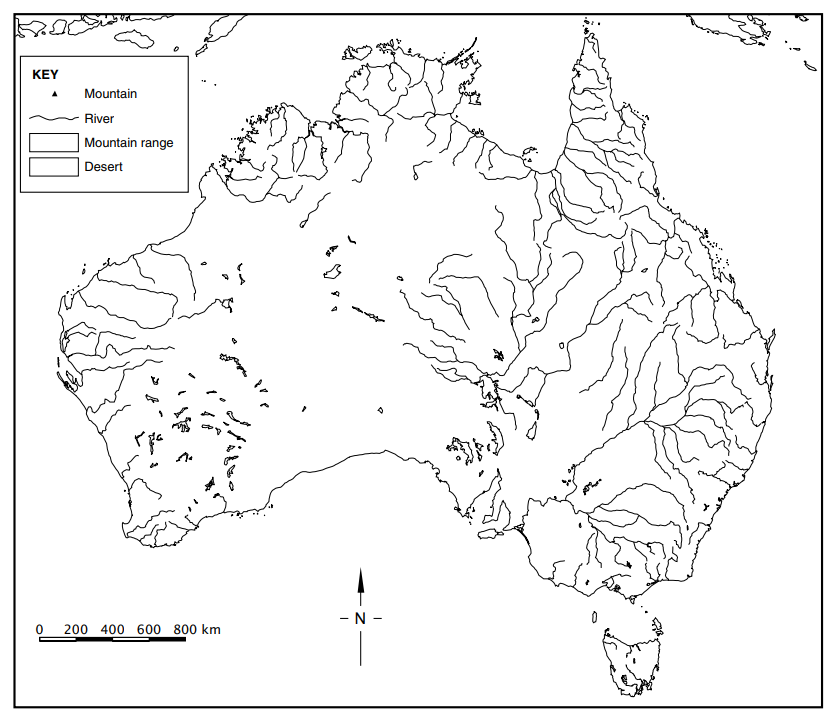 KEY
Mountain
River
Mountain range
Desert
N
0 200 400 600 800 km